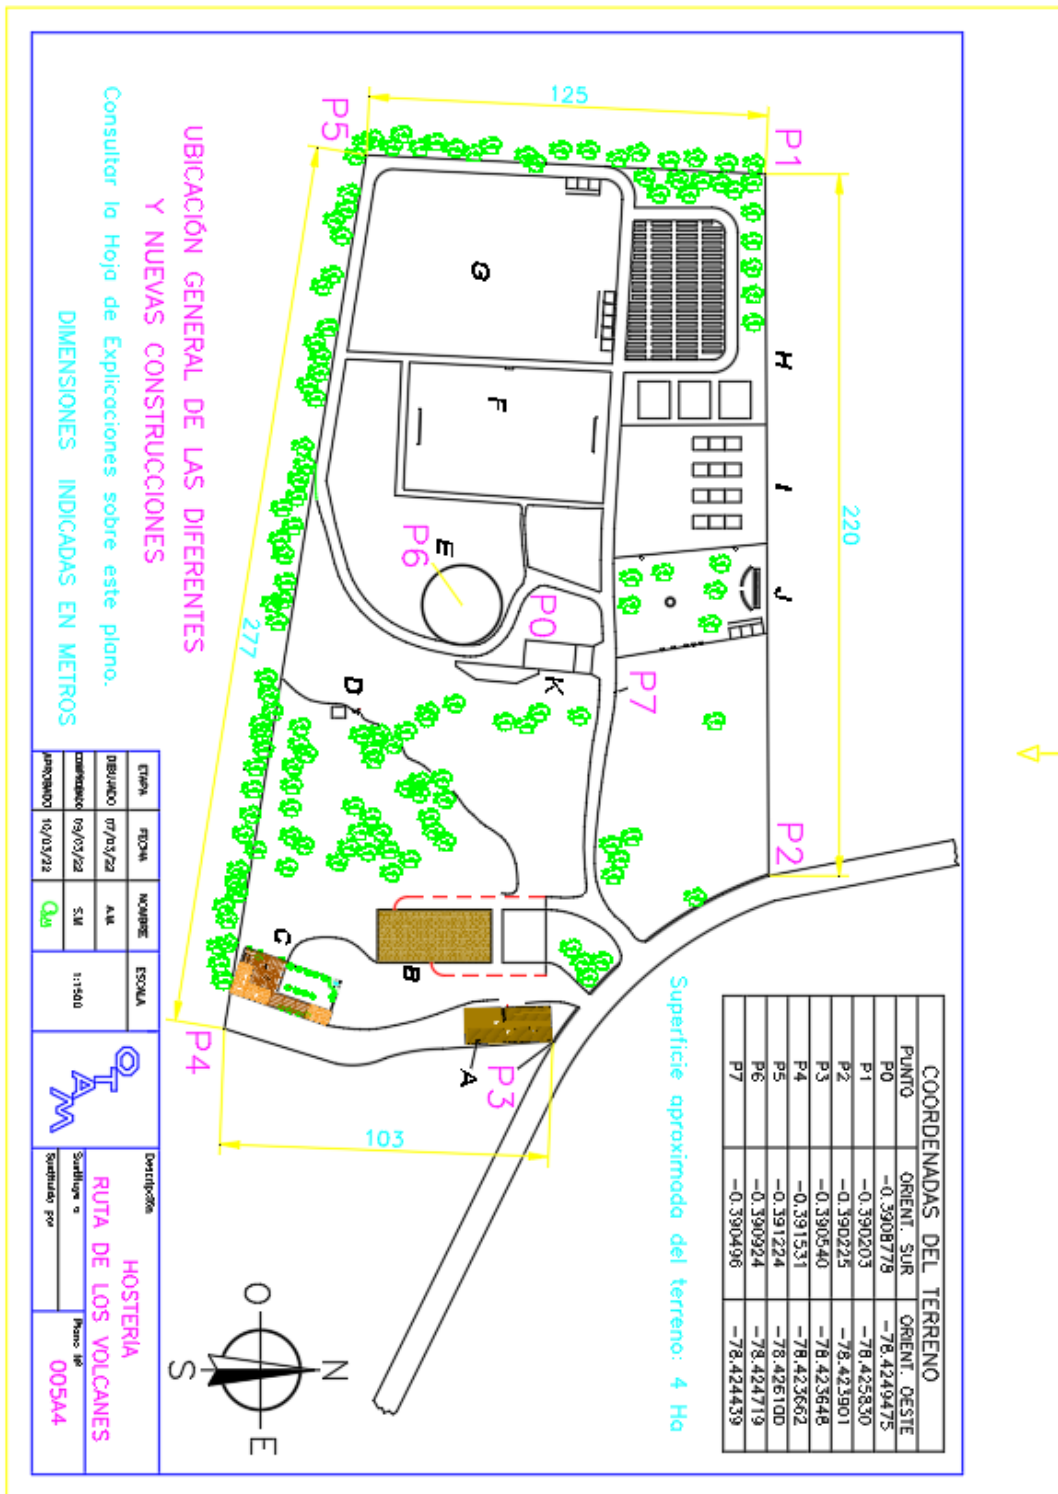 COORDENADAS DEL TERRENO
PUNTO ORIENT. SUR ORIENT. OESTE
P0 -0.3908778 -78.4249475
P1 -0.390203 -78.425830
P2 -0.390225 -78.423901
P3 -0.390540 -78.423648
P4 -0.391531 -78.423662
P5 -0.391224 -78.426100
P6 -0.390924 -78.424719
P7 -0.390496 -78.424439
Superficie aproximada del terreno: 4 Ha
P1
P2
P3
P4
P5
P6
P0
P7
125
220
277
103
A
B
C
D
E
F
G
H
I
J
K
UBICACIÓN GENERAL DE LAS DIFERENTES
Y NUEVAS CONSTRUCCIONES
Consultar la Hoja de Explicaciones sobre este plano.
DIMENSIONES INDICADAS EN METROS
N
S
E
O
ETAPA FECHA NOMBRE ESCALA
DIBUJADO 07/03/22 A.M.
COMPROBADO 09/03/22 S.M 1:1500
APROBADO 10/03/22
OTAM
Descripción
HOSTERÍA
RUTA DE LOS VOLCANES
Sustituye a
Sustituido por
Plano Nº
005A4